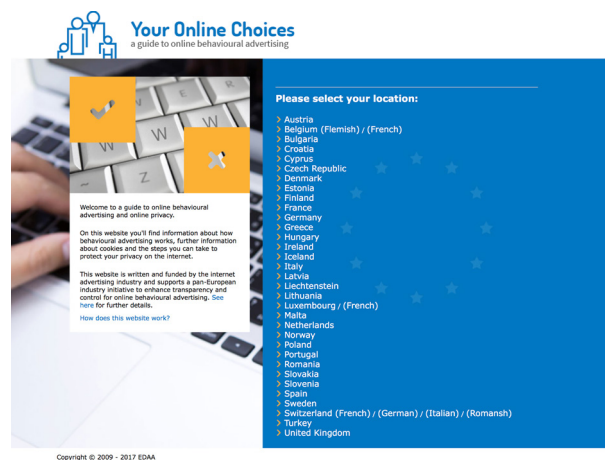 Your Online Choices
a guide to online behavioural advertising
Please select your location:
Austria
Belgium (Flemish) / (French)
Bulgaria
Croatia
Cyprus
Czech Republic
Denmark
Estonia
Finland
France
Germany
Greece
Hungary
Ireland
Iceland
Italy
Latvia
Liechtenstein
Lithuania
Luxembourg / (French)
Malta
Netherlands
Norway
Poland
Portugal
Romania
Slovakia
Slovenia
Spain
Sweden
Switzerland (French) / (German) / (Italian) / (Romansh)
Turkey
United Kingdom
E
R
W
W
W
Z
~
Welcome to a guide to online behavioural
advertising and online privacy.
On this website you'll find information about how
behavioural advertising works, further information
about cookies and the steps you can take to
protect your privacy on the internet.
This website is written and funded by the internet
advertising industry and supports a pan-European
industry initiative to enhance transparency and
control for online behavioural advertising. See
here for further details.
How does this website work?
Copyright © 2009 - 2017 EDAA